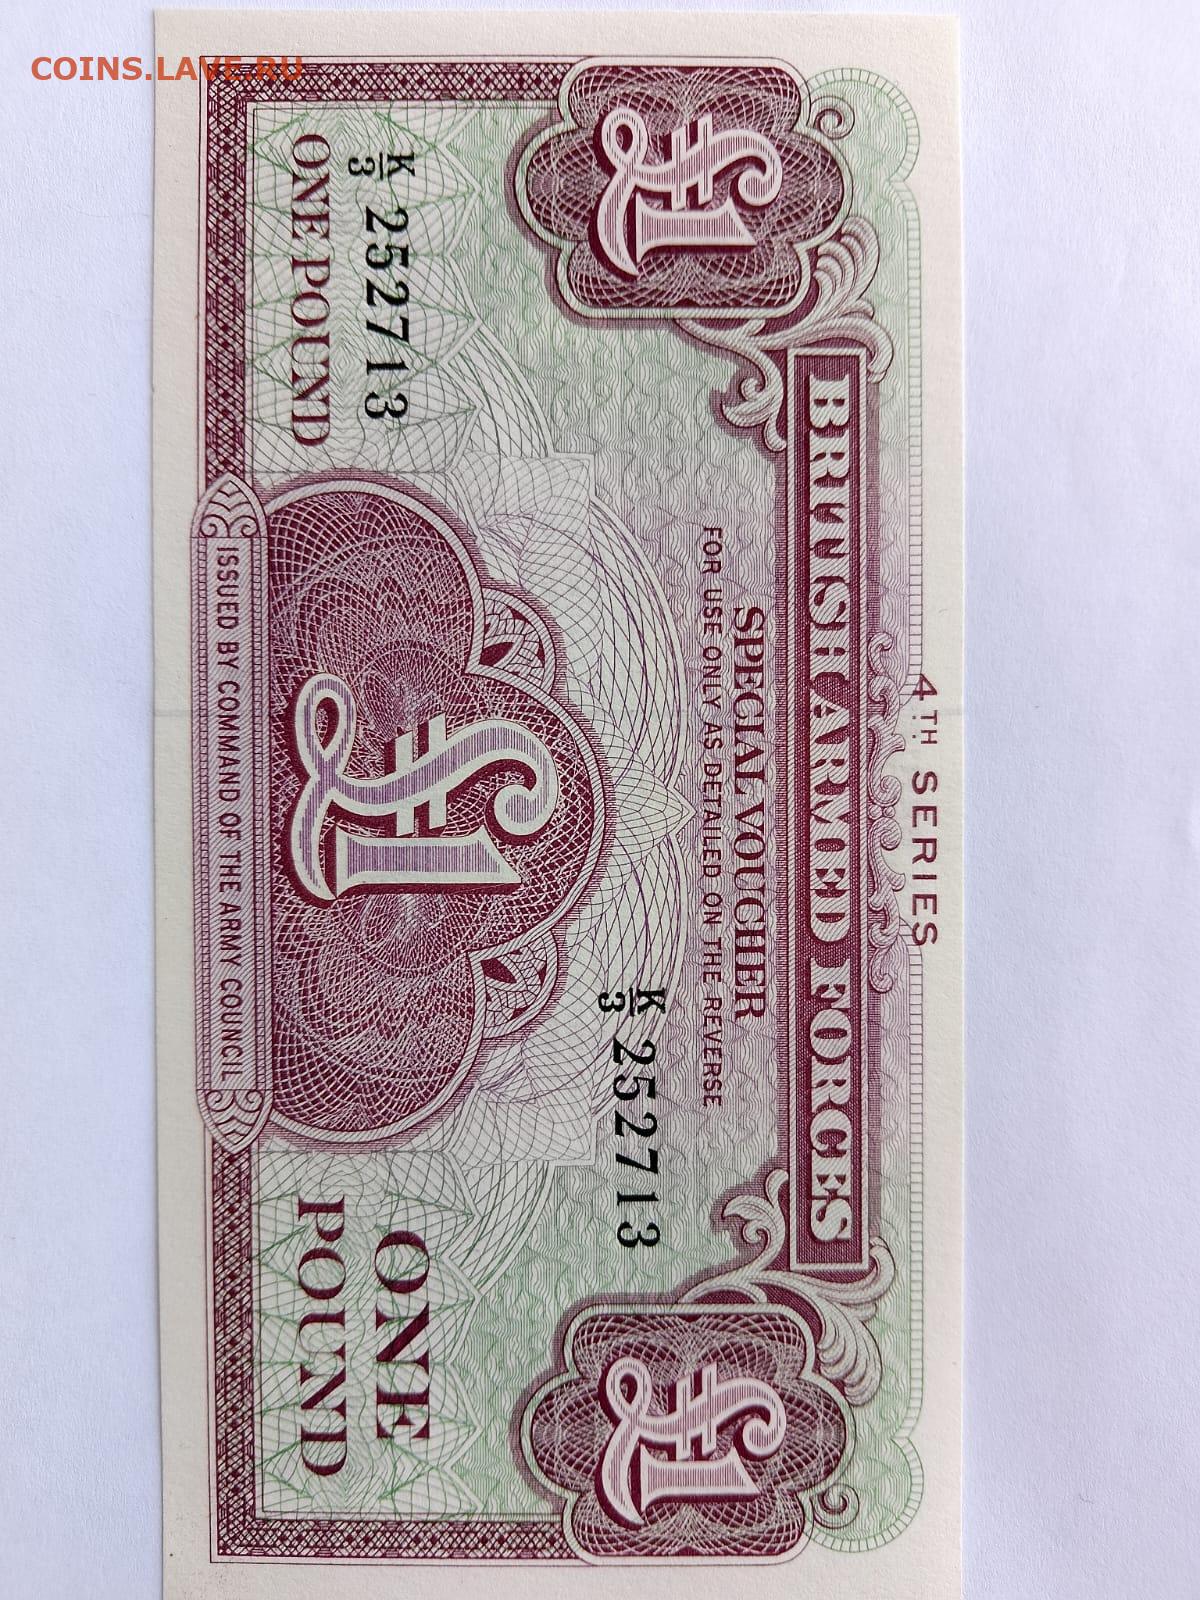 COINS.LAVE.RU
4TH SERIES
£1
BRITISH ARMED FORCES
£1
SPECIAL VOUCHER
FOR USE ONLY AS DETAILED ON THE REVERSE
K/3 252713
K/3 252713
ONE POUND
£1
ONE
POUND
ISSUED BY COMMAND OF THE ARMY COUNCIL